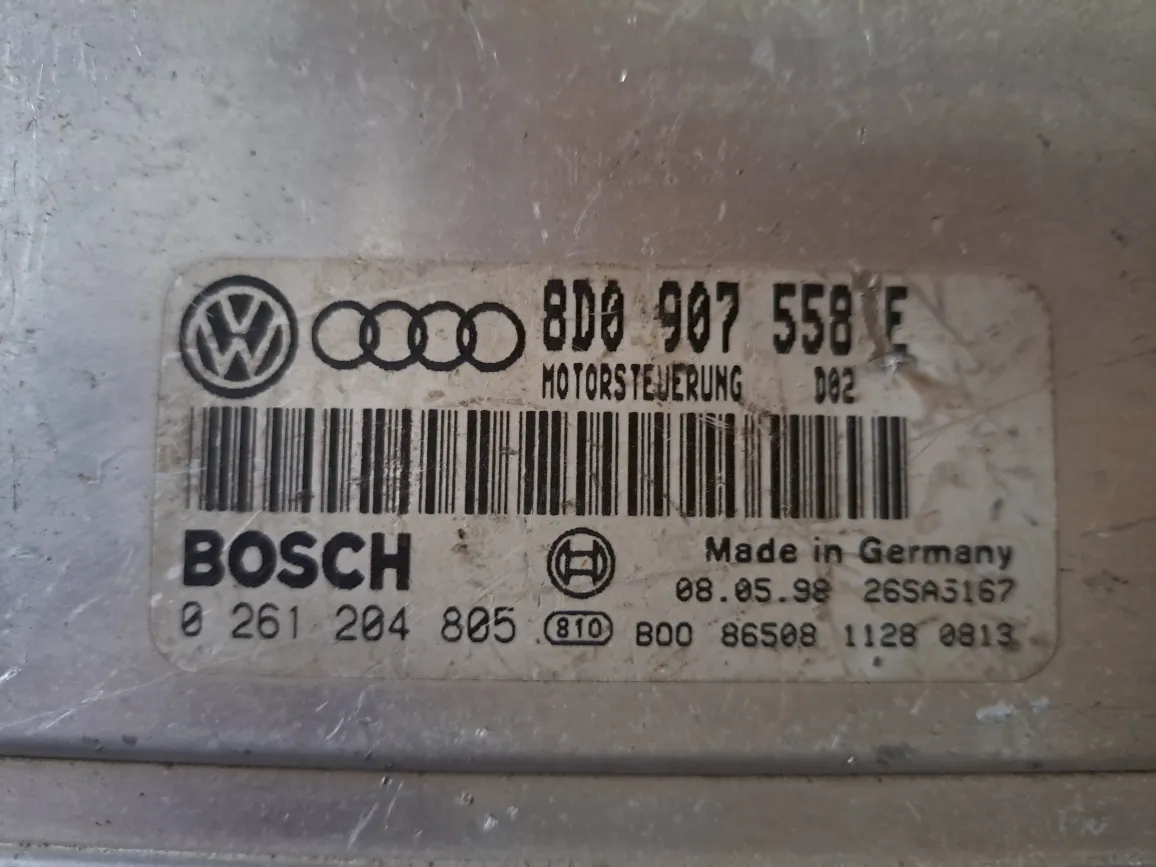 8D0 907 558 E
MOTORSTEUERUNG D02
BOSCH
Made in Germany
08.05.98 26SA5167
0 261 204 805 810 B00 86508 1128 0813